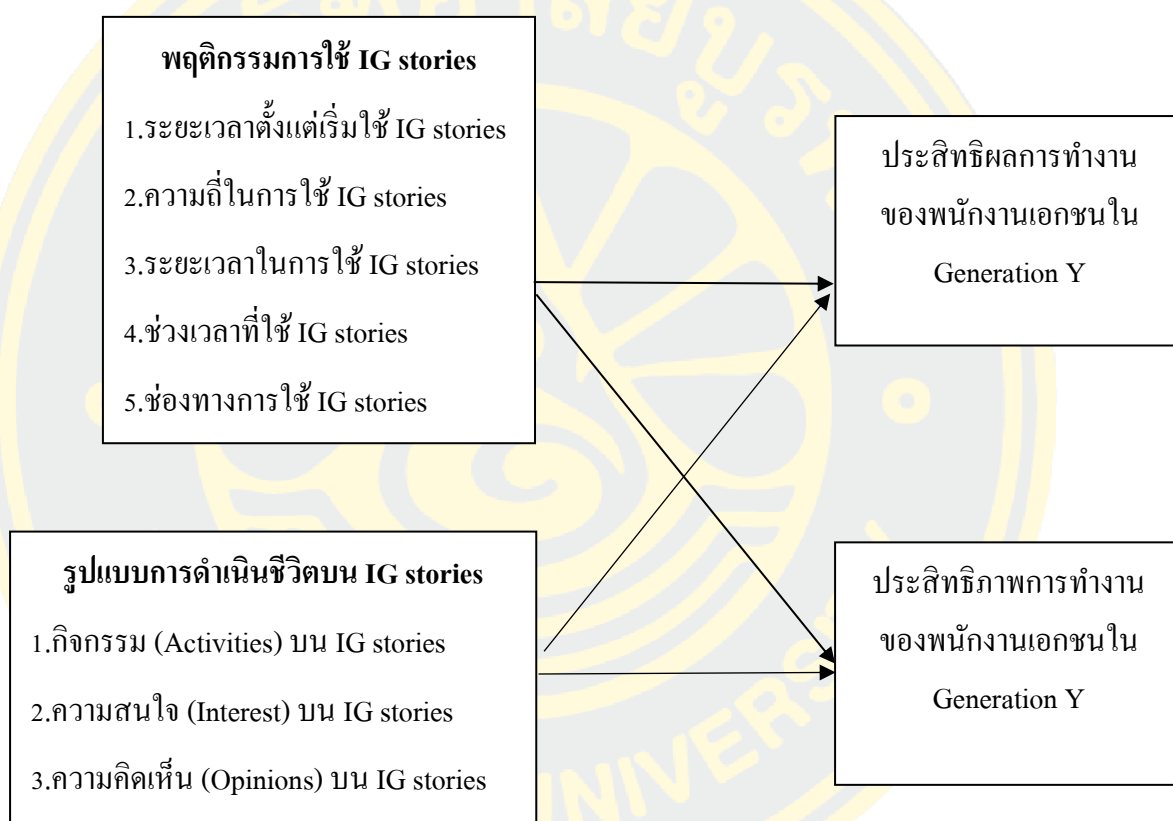 พฤติกรรมการใช้ IG stories
1.ระยะเวลาตั้งแต่เริ่มใช้ IG stories
2.ความถี่ในการใช้ IG stories
3.ระยะเวลาในการใช้ IG stories
4.ช่วงเวลาที่ใช้ IG stories
5.ช่องทางการใช้ IG stories
ประสิทธิผลการทำงาน
ของพนักงานเอกชนใน
Generation Y
รูปแบบการดำเนินชีวิตบน IG stories
1.กิจกรรม (Activities) บน IG stories
2.ความสนใจ (Interest) บน IG stories
3.ความคิดเห็น (Opinions) บน IG stories
ประสิทธิภาพการทำงาน
ของพนักงานเอกชนใน
Generation Y